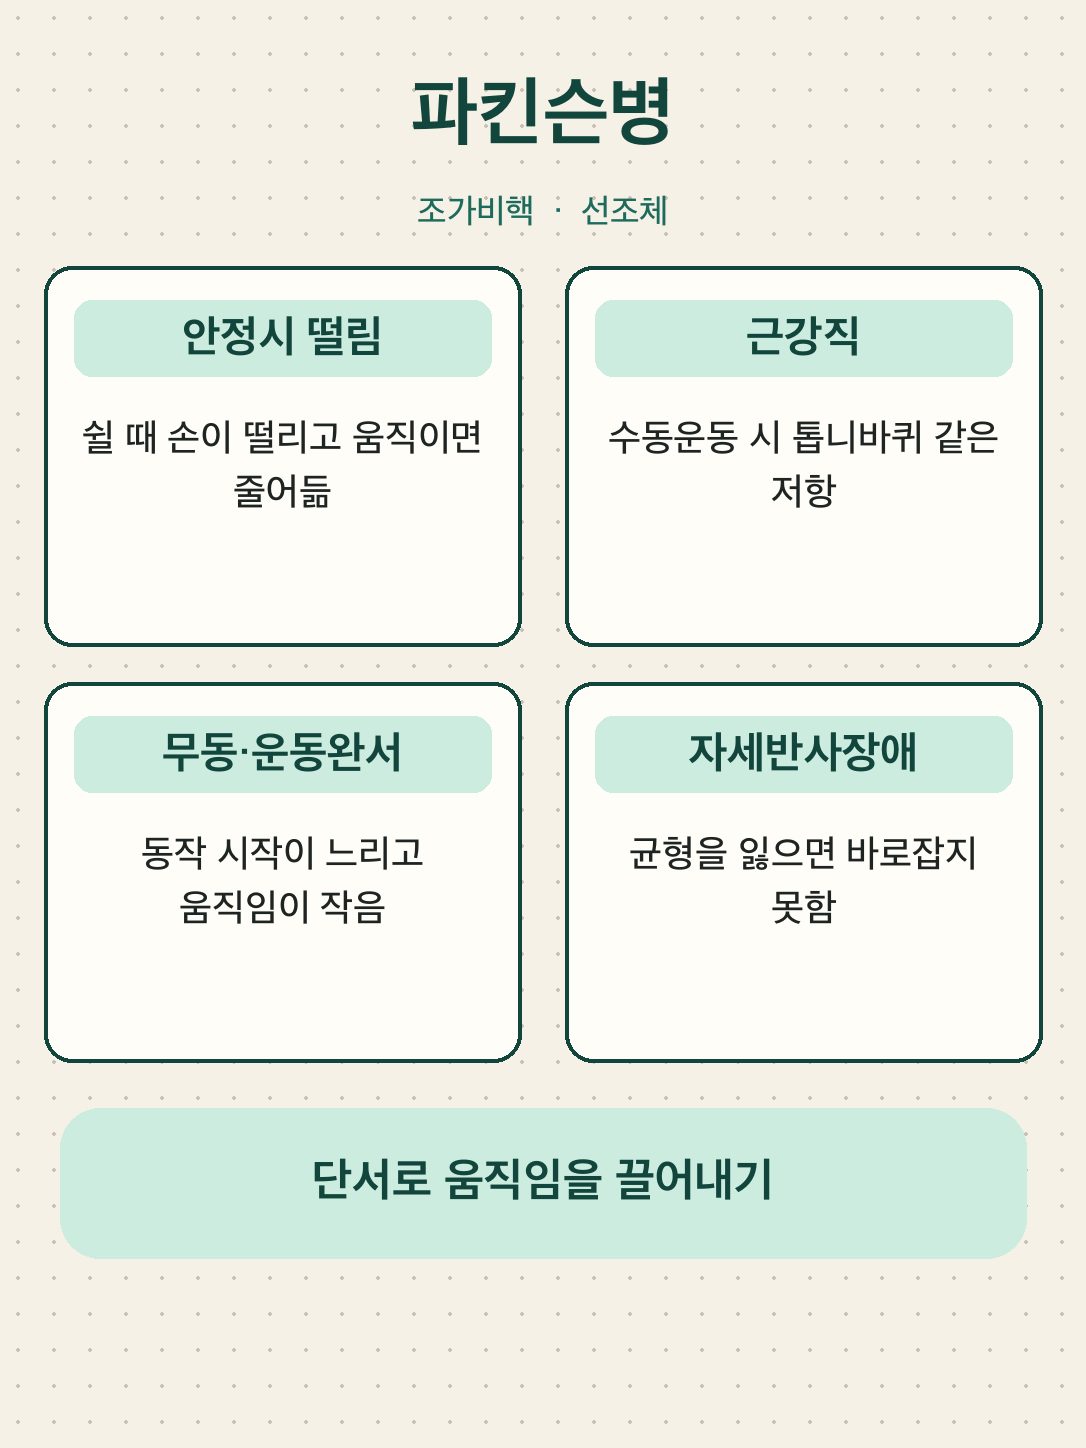 파킨슨병
조가비핵 · 선조체
안정시 떨림
쉴 때 손이 떨리고 움직이면
줄어듦
근강직
수동운동 시 톱니바퀴 같은
저항
무동·운동완서
동작 시작이 느리고
움직임이 작음
자세반사장애
균형을 잃으면 바로잡지
못함
단서로 움직임을 끌어내기